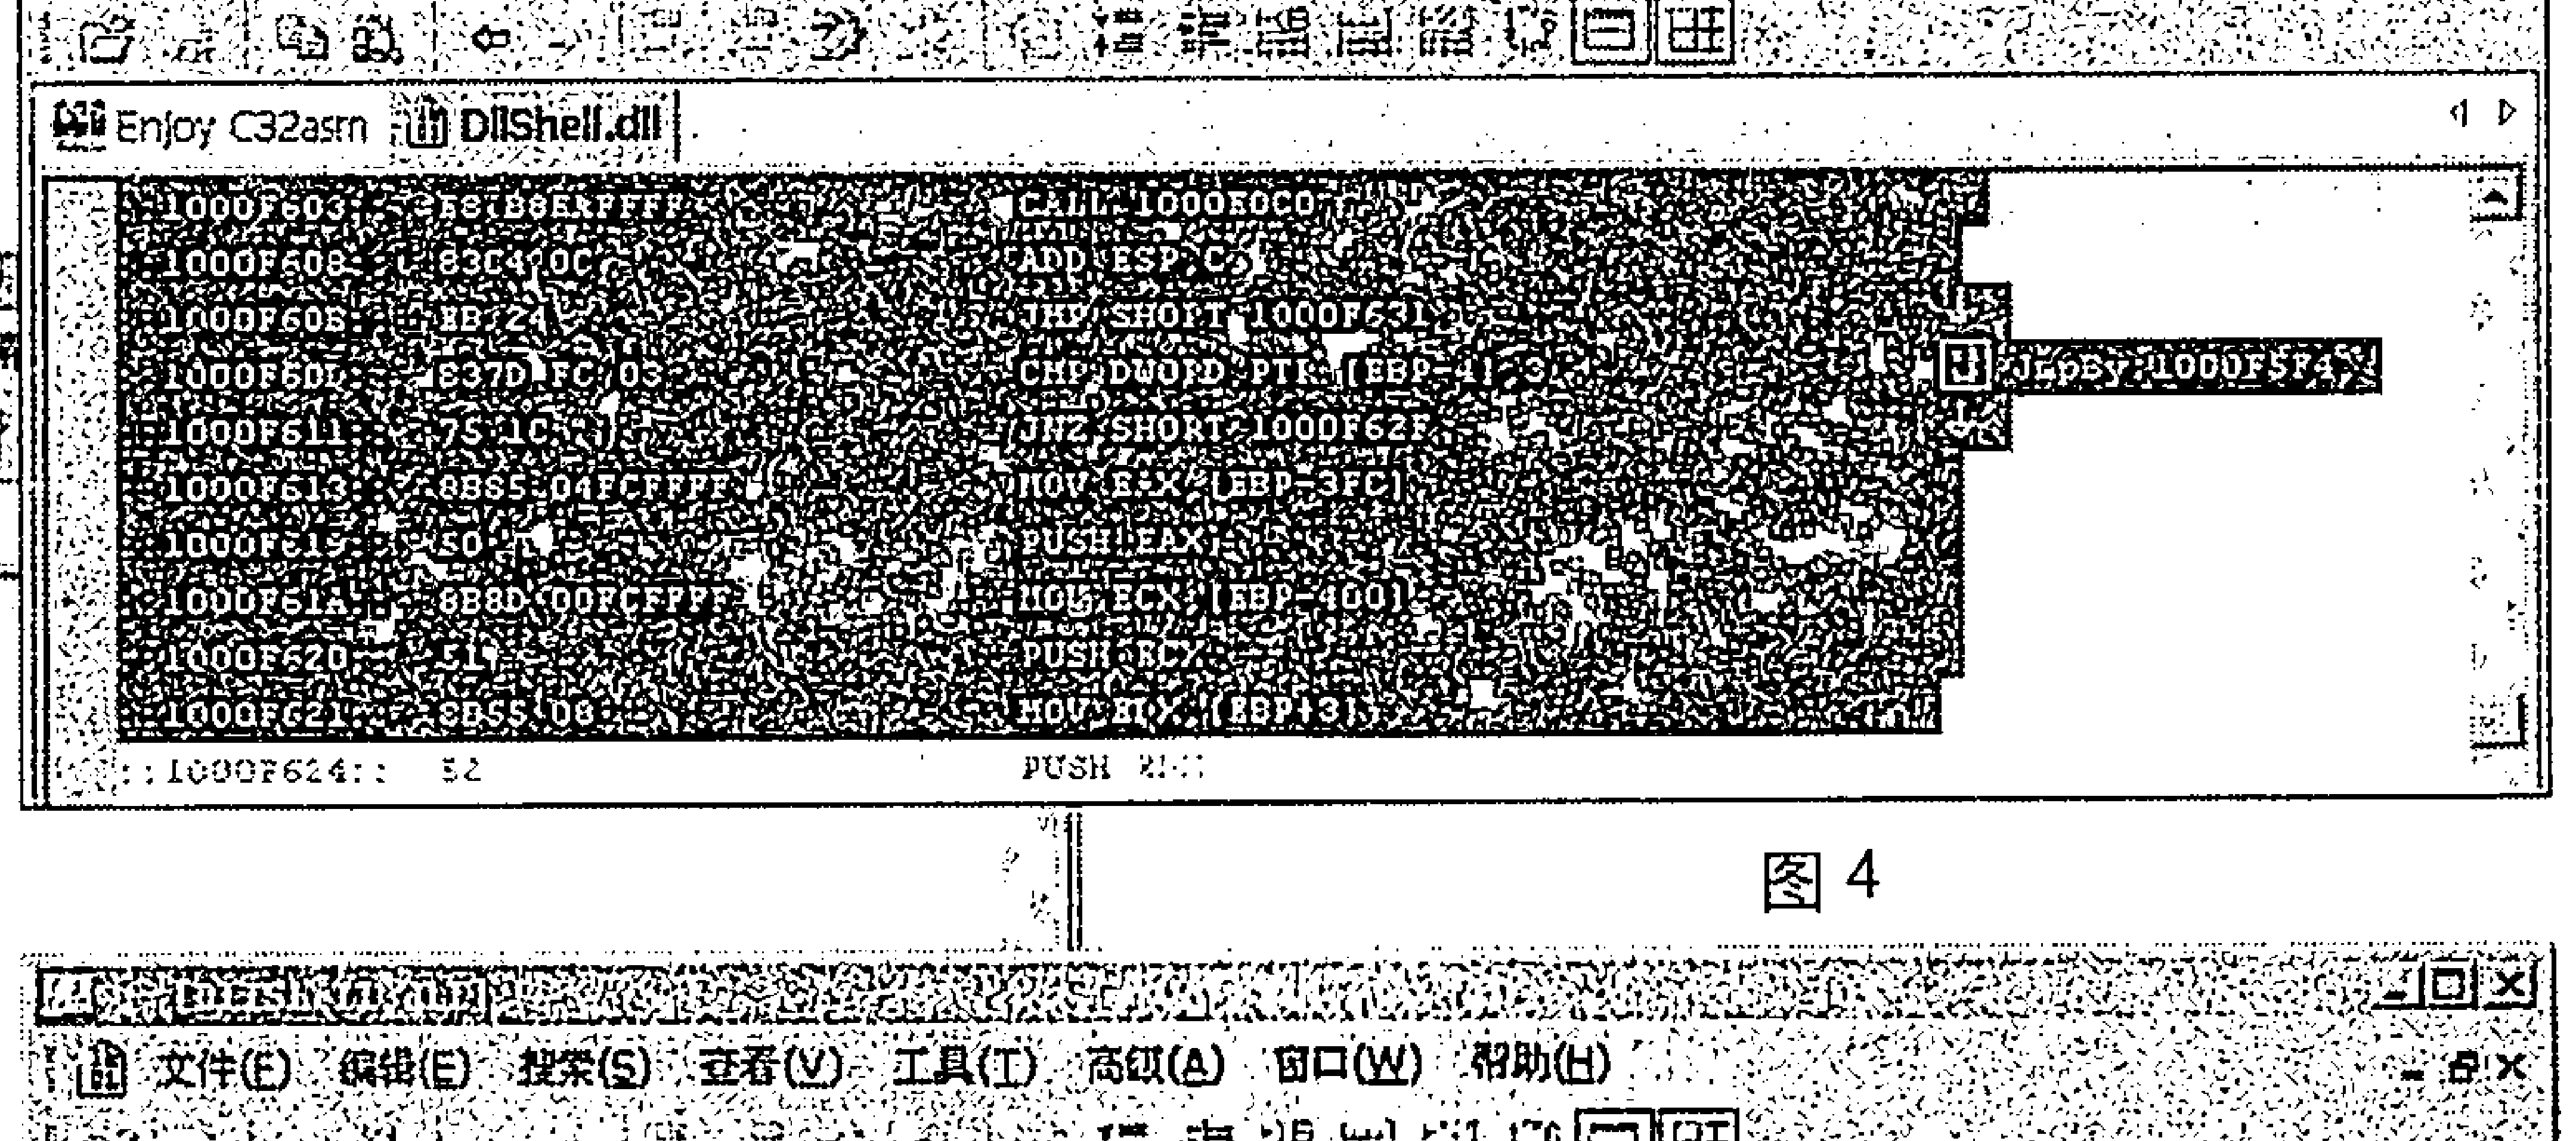 Enjoy C32asm DllShell.dll
::1000F603:: E8 B8EAFFFF CALL 1000E0C0
::1000F608:: 83C4 0C ADD ESP, C
::1000F60B:: EB 24 JMP SHORT 1000F631
::1000F60D:: 837D FC 03 CMP DWORD PTR [EBP-4], 3 JmpBy:1000F5F4,
::1000F611:: 75 1C JNZ SHORT 1000F62F
::1000F613:: 8B85 04FCFFFF MOV EAX, [EBP-3FC]
::1000F619:: 50 PUSH EAX
::1000F61A:: 8B8D 00FCFFFF MOV ECX, [EBP-400]
::1000F620:: 51 PUSH ECX
::1000F621:: 8B55 08 MOV EDX, [EBP+8]
::1000F624:: 52 PUSH EDX
图 4
文件(F) 编辑(E) 搜索(S) 查看(V) 工具(T) 高级(A) 窗口(W) 帮助(H)